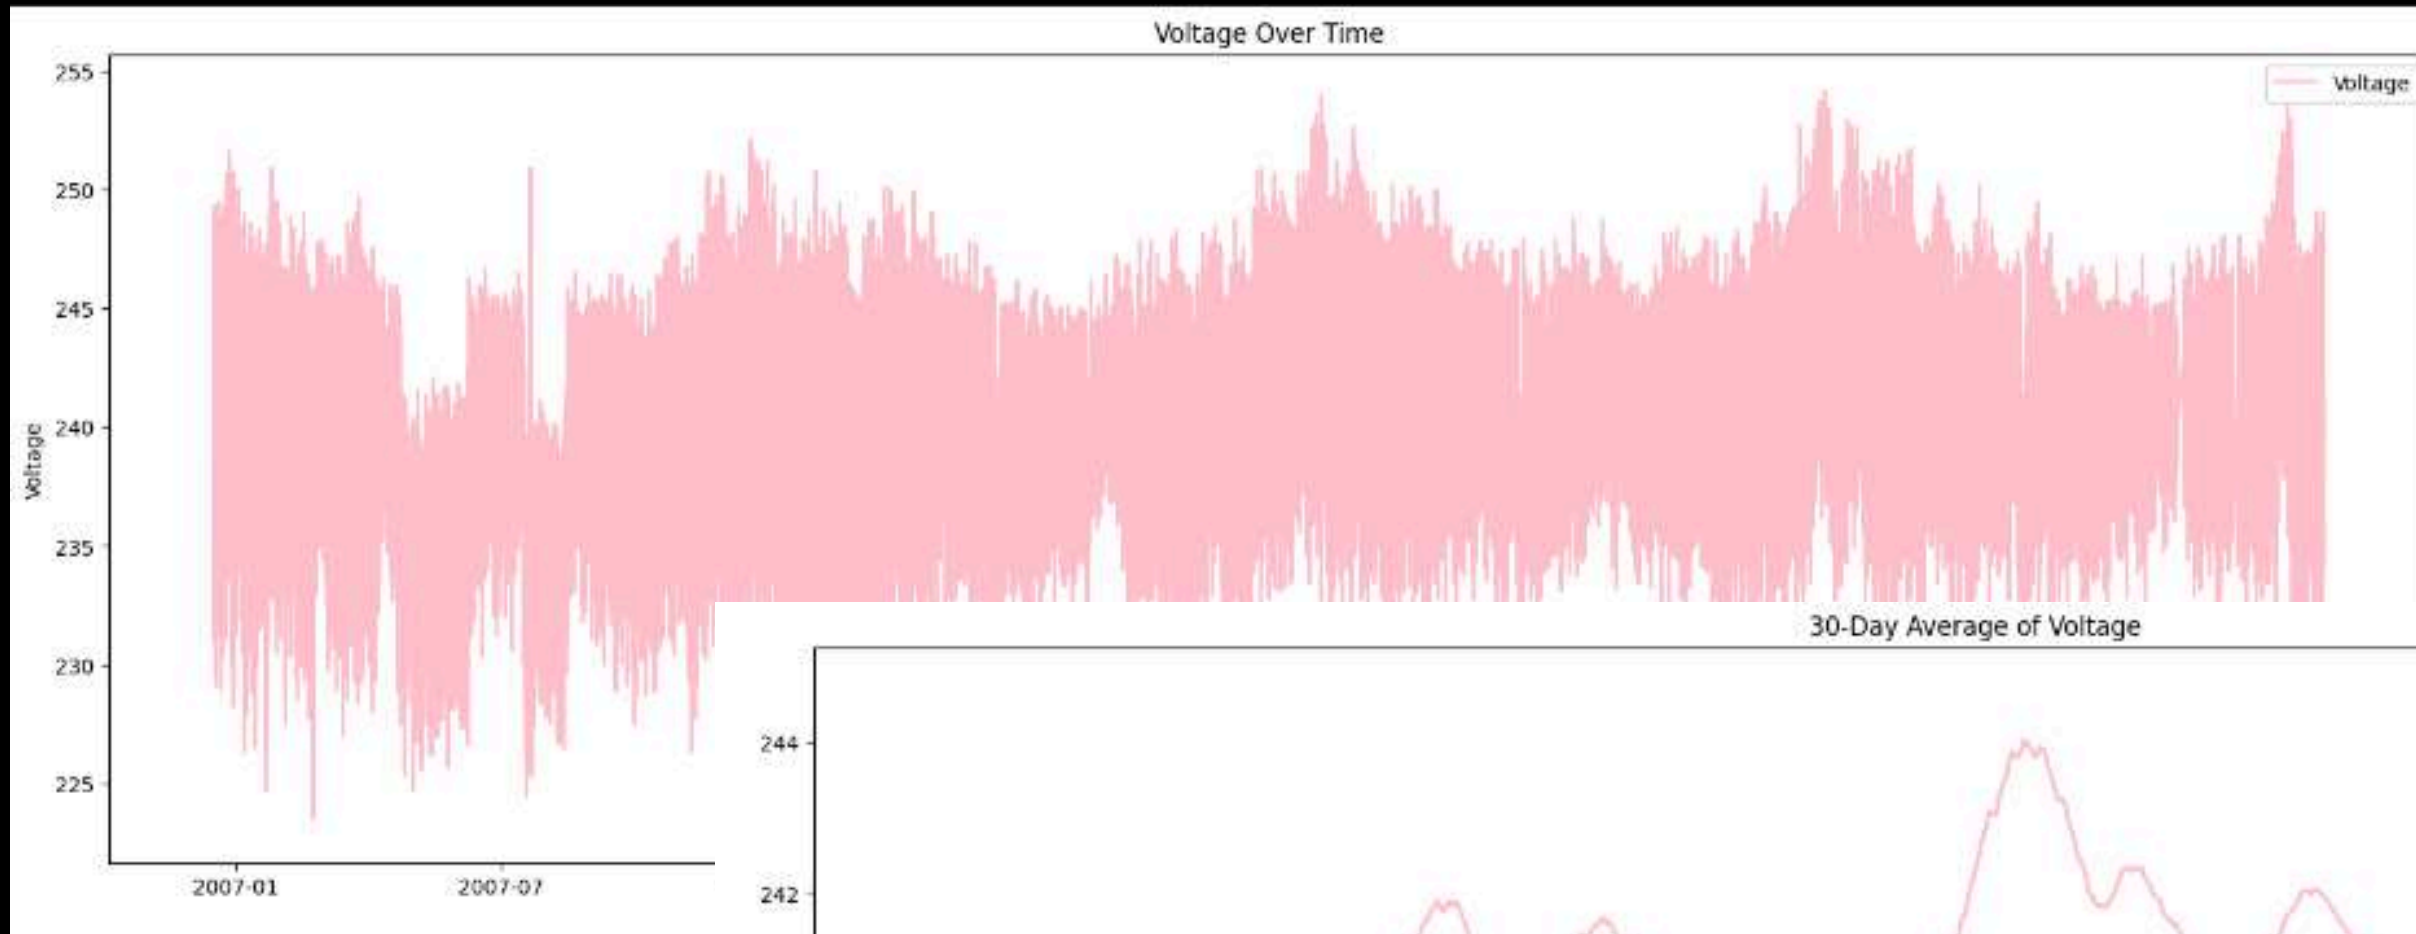 Voltage Over Time
255
Voltage
250
245
240
Voltage
235
230
225
2007-01 2007-07
30-Day Average of Voltage
244
242